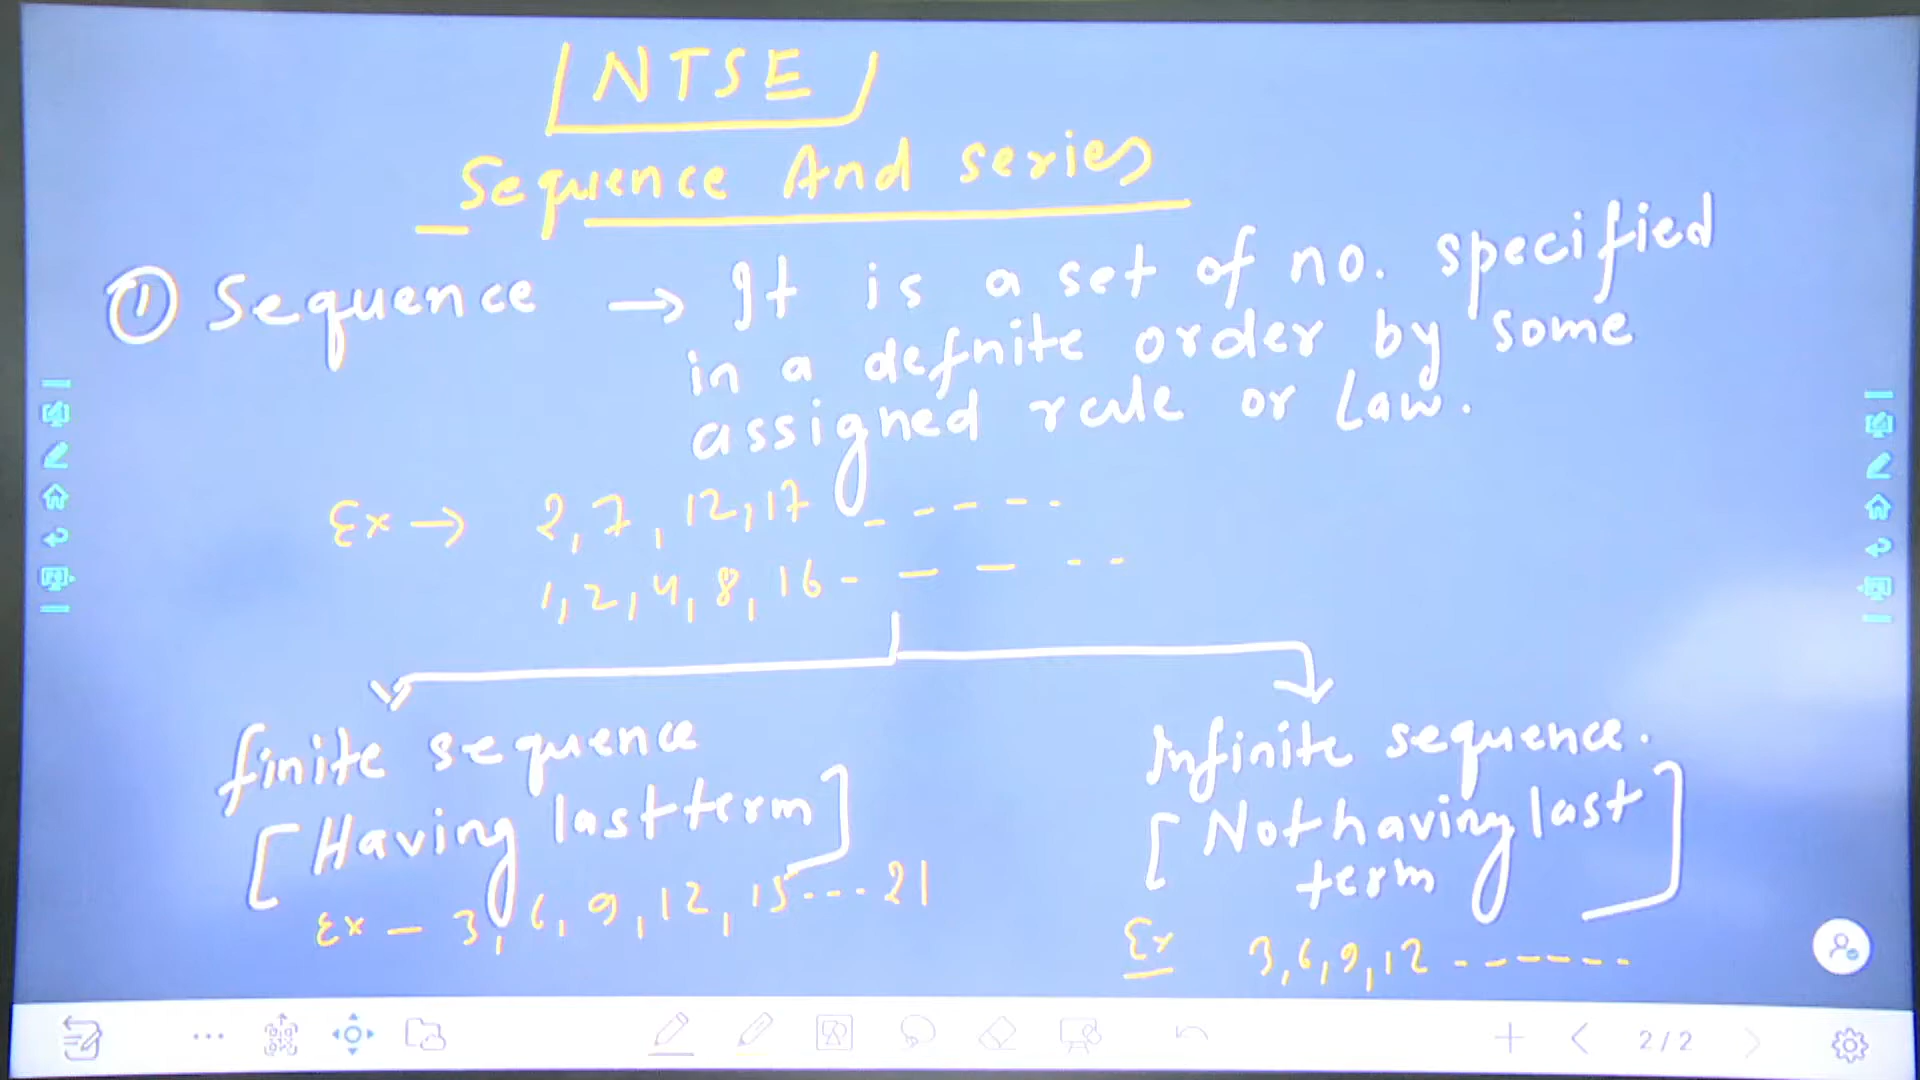 NTSE
Sequence And series
① Sequence → It is a set of no. specified
in a defnite order by some
assigned rule or Law.
Ex → 2, 7, 12, 17 - - - - -
1, 2, 4, 8, 16 - - - - -
finite sequence
[Having last term]
Ex - 3, 6, 9, 12, 15 - - - 21
Infinite sequence.
[Not having last
term]
Ex 3, 6, 9, 12 - - - - - -
2/2